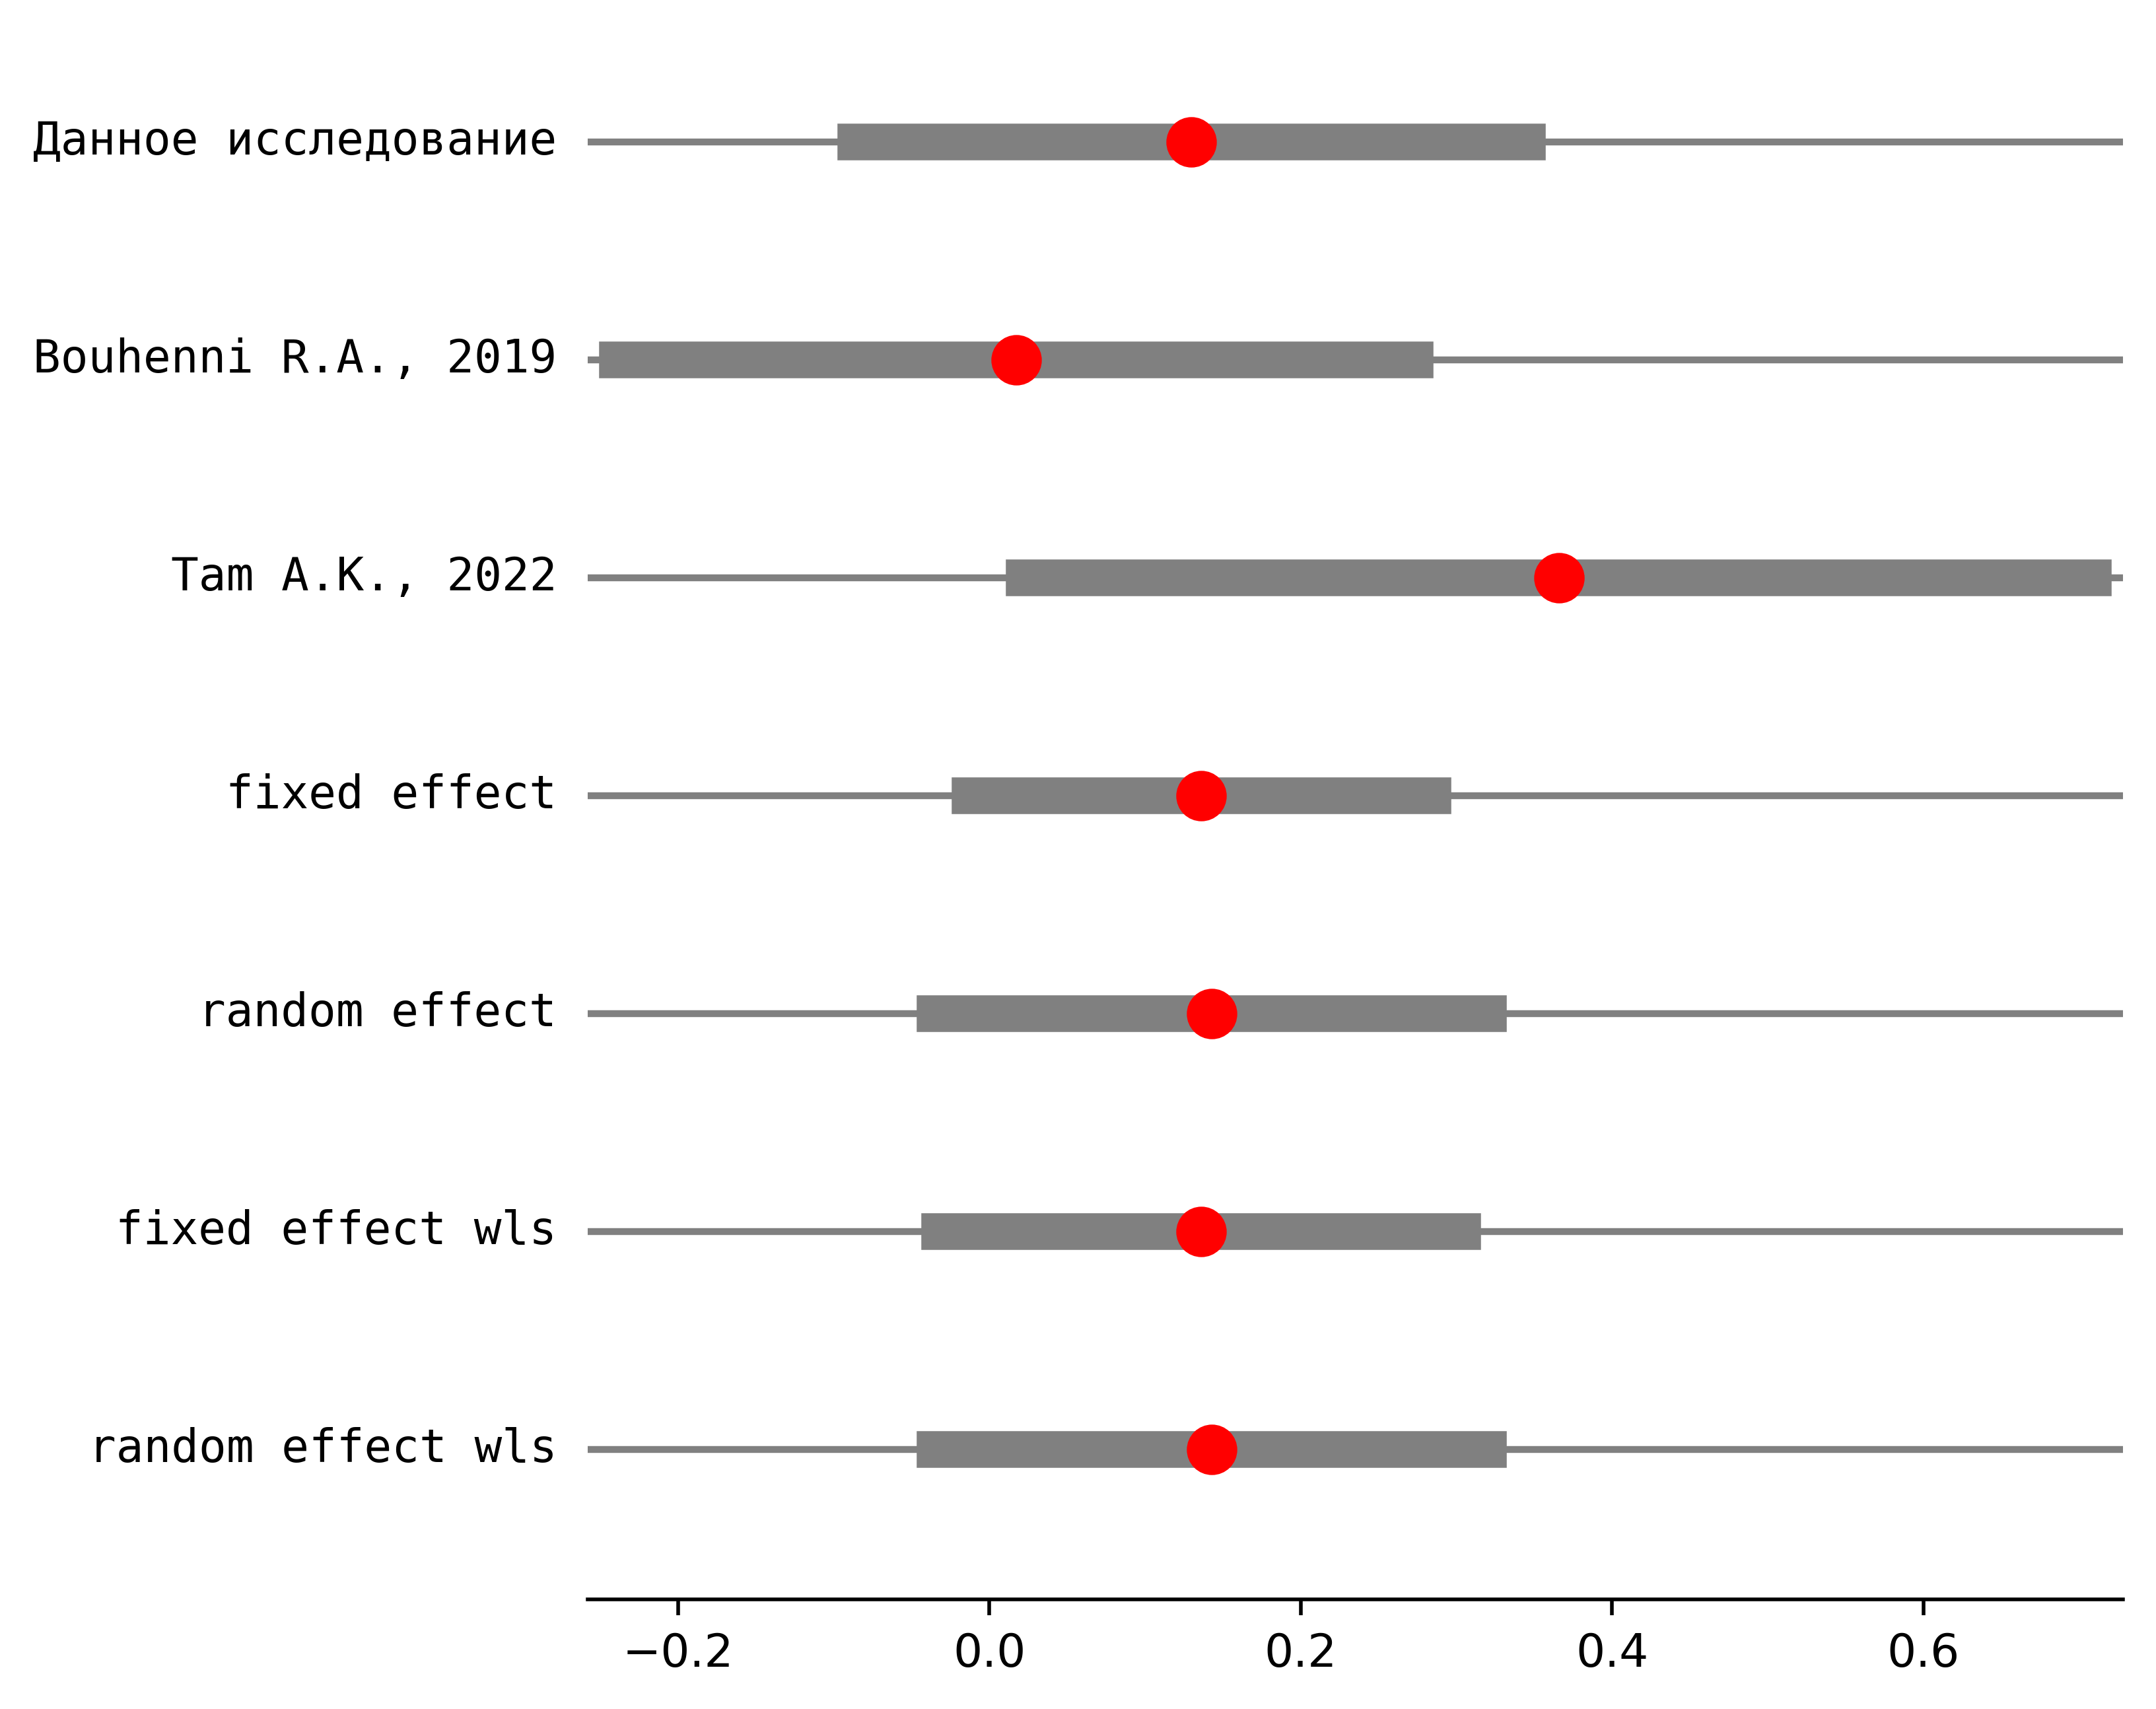 Данное исследование
Bouhenni R.A., 2019
Tam A.K., 2022
fixed effect
random effect
fixed effect wls
random effect wls
−0.2 0.0 0.2 0.4 0.6